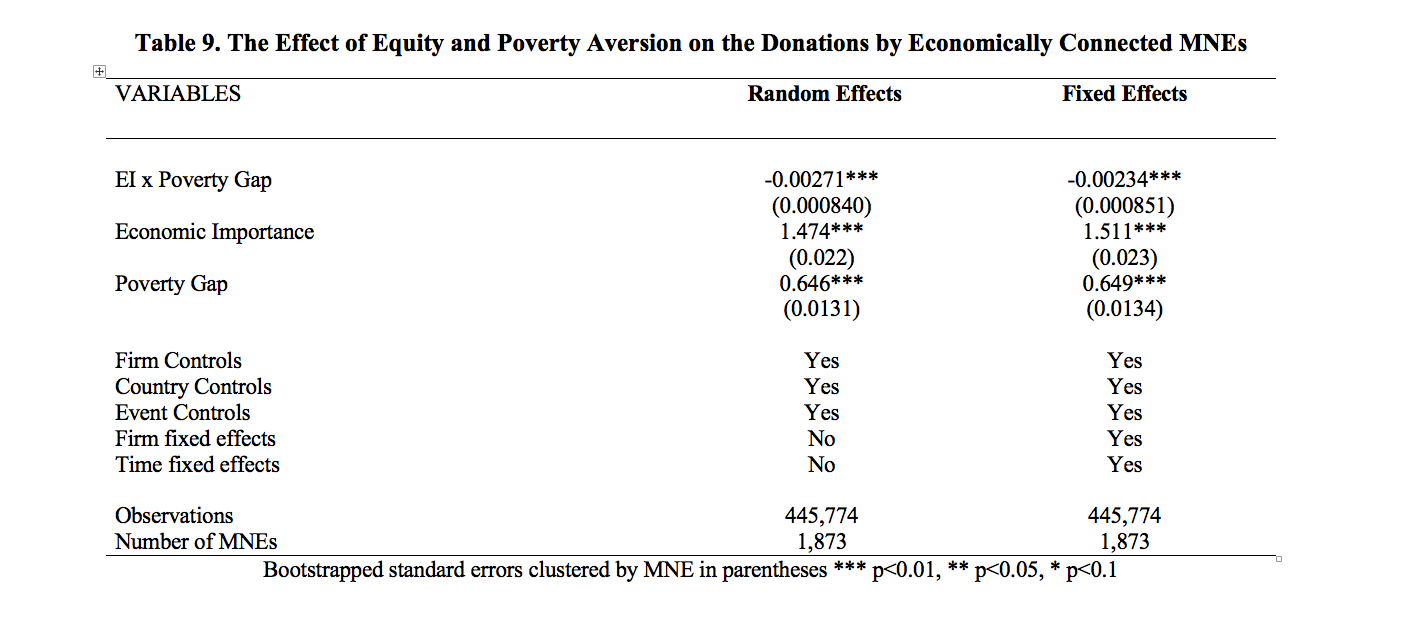 Table 9. The Effect of Equity and Poverty Aversion on the Donations by Economically Connected MNEs
VARIABLES Random Effects Fixed Effects
EI x Poverty Gap -0.00271*** -0.00234***
(0.000840) (0.000851)
Economic Importance 1.474*** 1.511***
(0.022) (0.023)
Poverty Gap 0.646*** 0.649***
(0.0131) (0.0134)
Firm Controls Yes Yes
Country Controls Yes Yes
Event Controls Yes Yes
Firm fixed effects No Yes
Time fixed effects No Yes
Observations 445,774 445,774
Number of MNEs 1,873 1,873
Bootstrapped standard errors clustered by MNE in parentheses *** p<0.01, ** p<0.05, * p<0.1